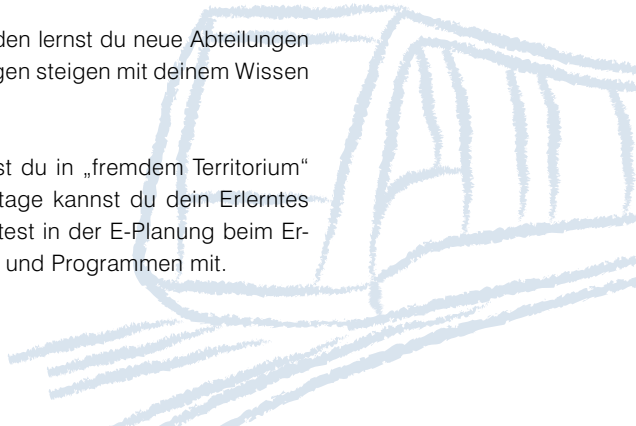 den lernst du neue Abteilungen
gen steigen mit deinem Wissen
st du in „fremdem Territorium“
tage kannst du dein Erlerntes
test in der E-Planung beim Er-
und Programmen mit.